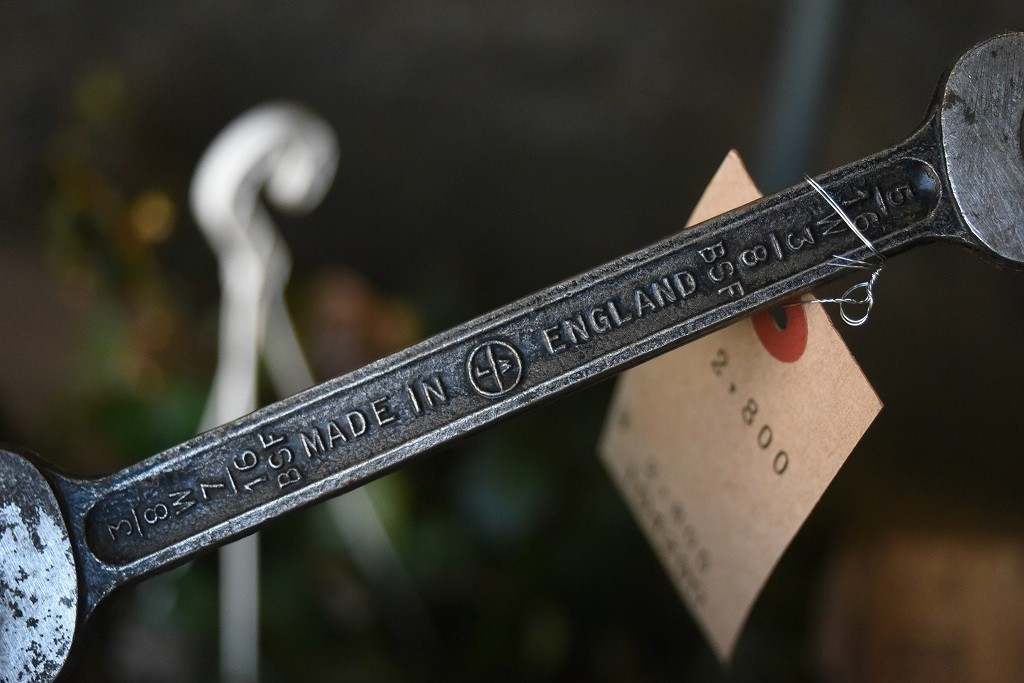 3/8 W
7/16
BSF
MADE IN
ENGLAND
BSF
3/8
5/16 W
2.800